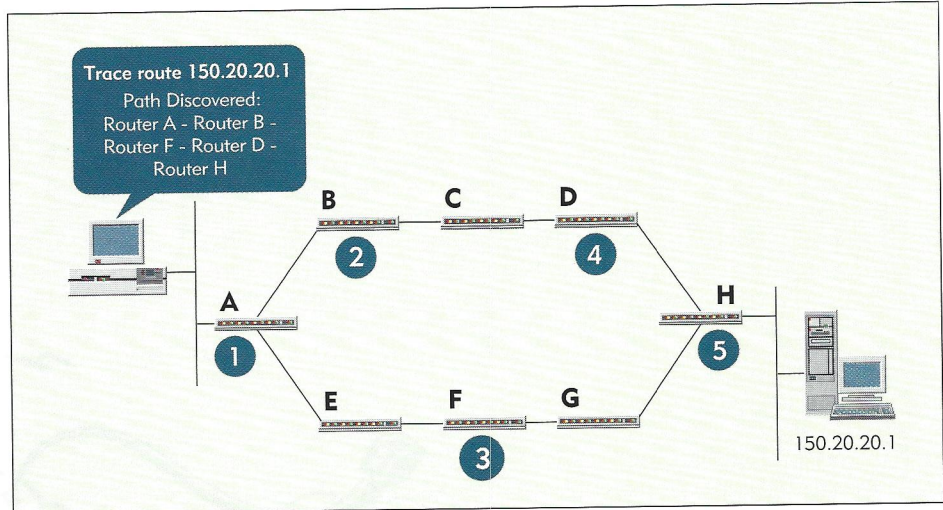 Trace route 150.20.20.1
Path Discovered:
Router A - Router B -
Router F - Router D -
Router H
B
C
D
2
4
A
H
1
5
E
F
G
3
150.20.20.1